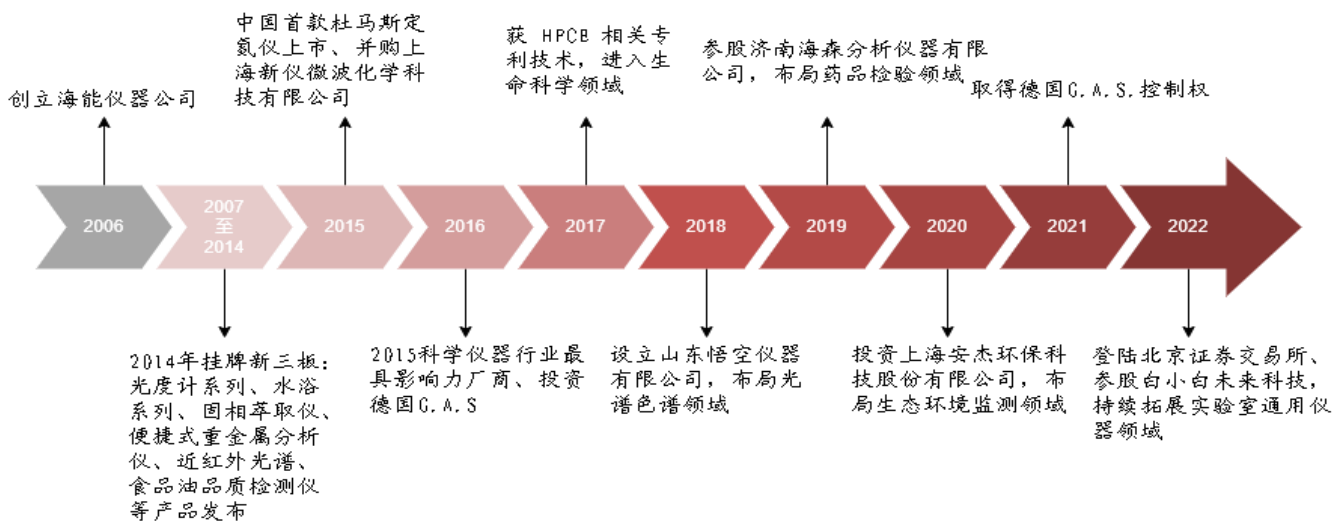 中国首款杜马斯定
氮仪上市、并购上
海新仪微波化学科
技有限公司
获 HPCE 相关专
利技术，进入生
命科学领域
参股济南海森分析仪器有限
公司，布局药品检验领域
创立海能仪器公司
取得德国G.A.S.控制权
2006
2007
至
2014
2015
2016
2017
2018
2019
2020
2021
2022
2014年挂牌新三板：
光度计系列、水浴
系列、固相萃取仪、
便捷式重金属分析
仪、近红外光谱、
食品油品质检测仪
等产品发布
2015科学仪器行业最
具影响力厂商、投资
德国G.A.S
设立山东悟空仪器
有限公司，布局光
谱色谱领域
投资上海安杰环保科
技股份有限公司，布
局生态环境监测领域
登陆北京证券交易所、
参股白小白未来科技，
持续拓展实验室通用仪
器领域